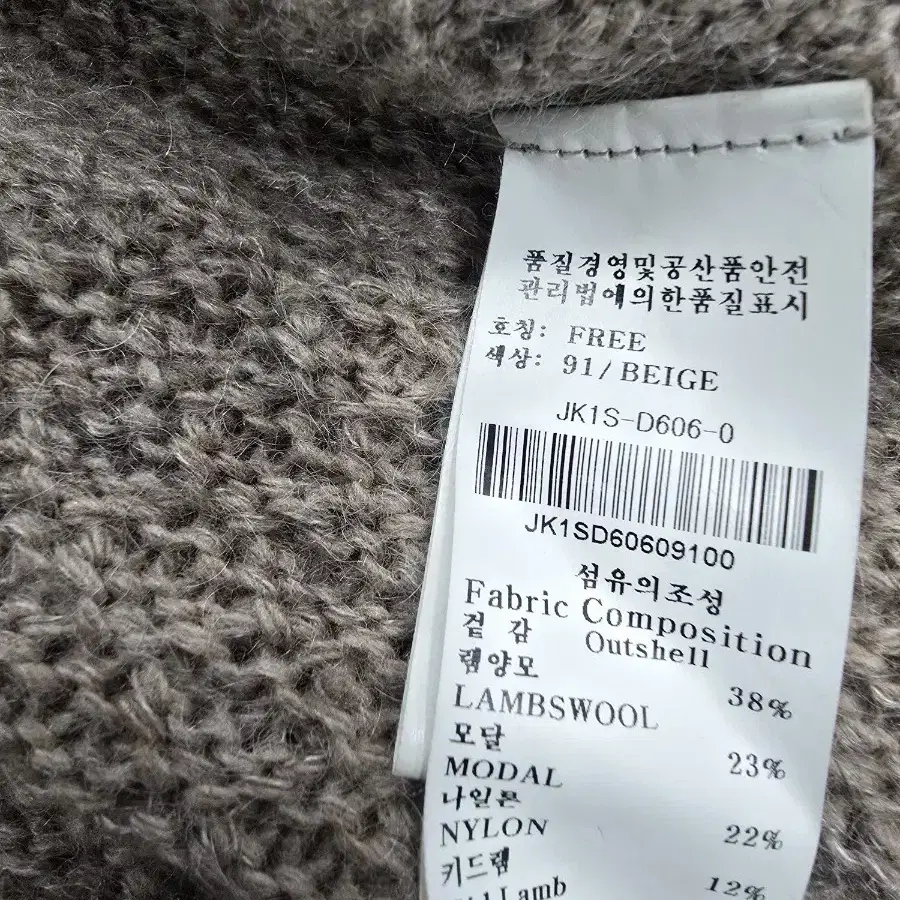 품질경영및공산품안전
관리법에의한품질표시
호칭: FREE
색상: 91/BEIGE
JK1S-D606-0
JK1SD60609100
섬유의조성
Fabric Composition
겉 감 Outshell
램양모
LAMBSWOOL 38%
모달
MODAL 23%
나일론
NYLON 22%
키드램
Lamb 12%